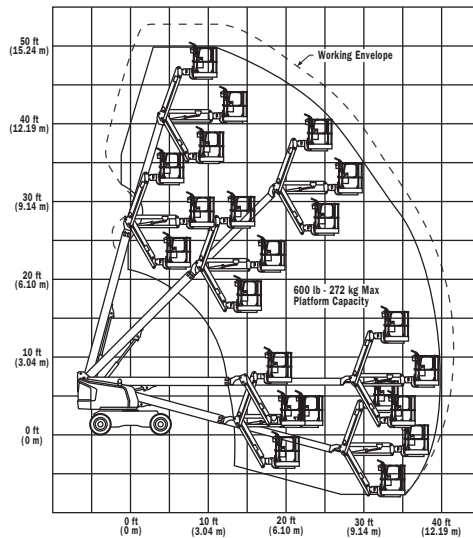 50 ft
(15.24 m)
Working Envelope
40 ft
(12.19 m)
30 ft
(9.14 m)
20 ft
(6.10 m)
600 lb - 272 kg Max
Platform Capacity
10 ft
(3.04 m)
0 ft
(0 m)
0 ft
(0 m)
10 ft
(3.04 m)
20 ft
(6.10 m)
30 ft
(9.14 m)
40 ft
(12.19 m)